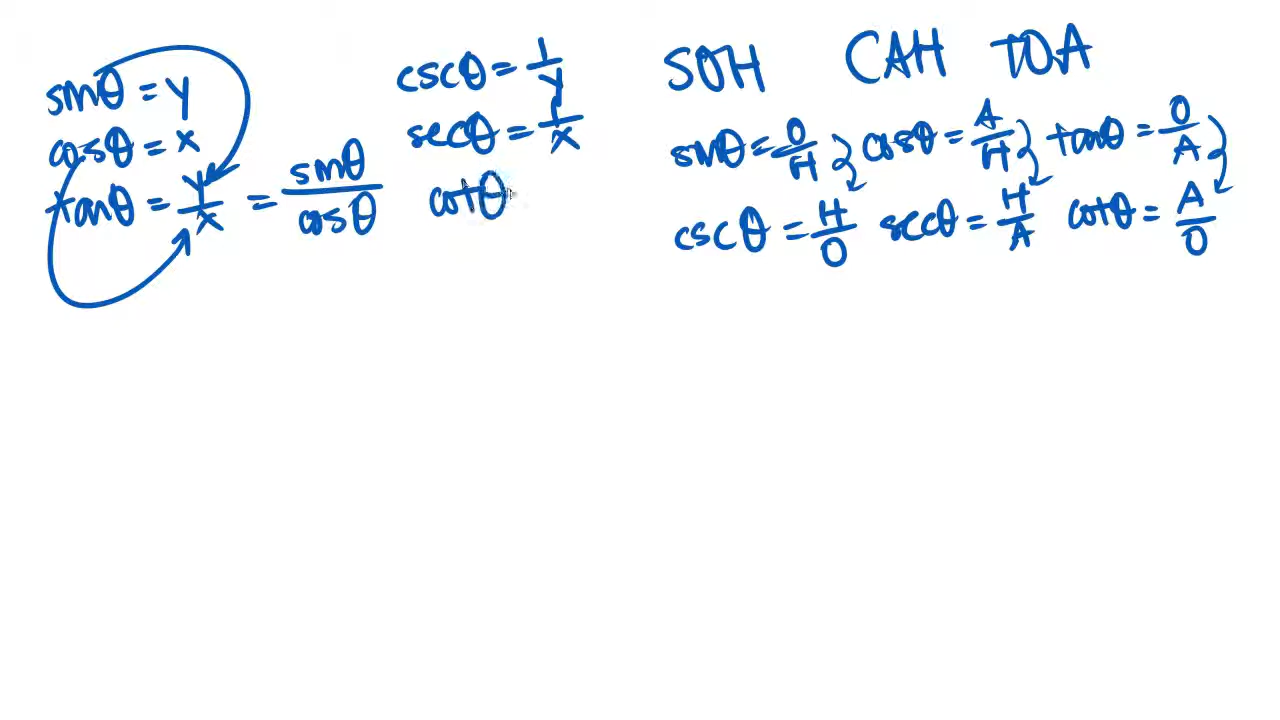 sinθ = y
cosθ = x
tanθ = y/x = sinθ/cosθ
cscθ = 1/y
secθ = 1/x
cotθ
SOH CAH TOA
sinθ = O/H cosθ = A/H tanθ = O/A
cscθ = H/O secθ = H/A cotθ = A/O